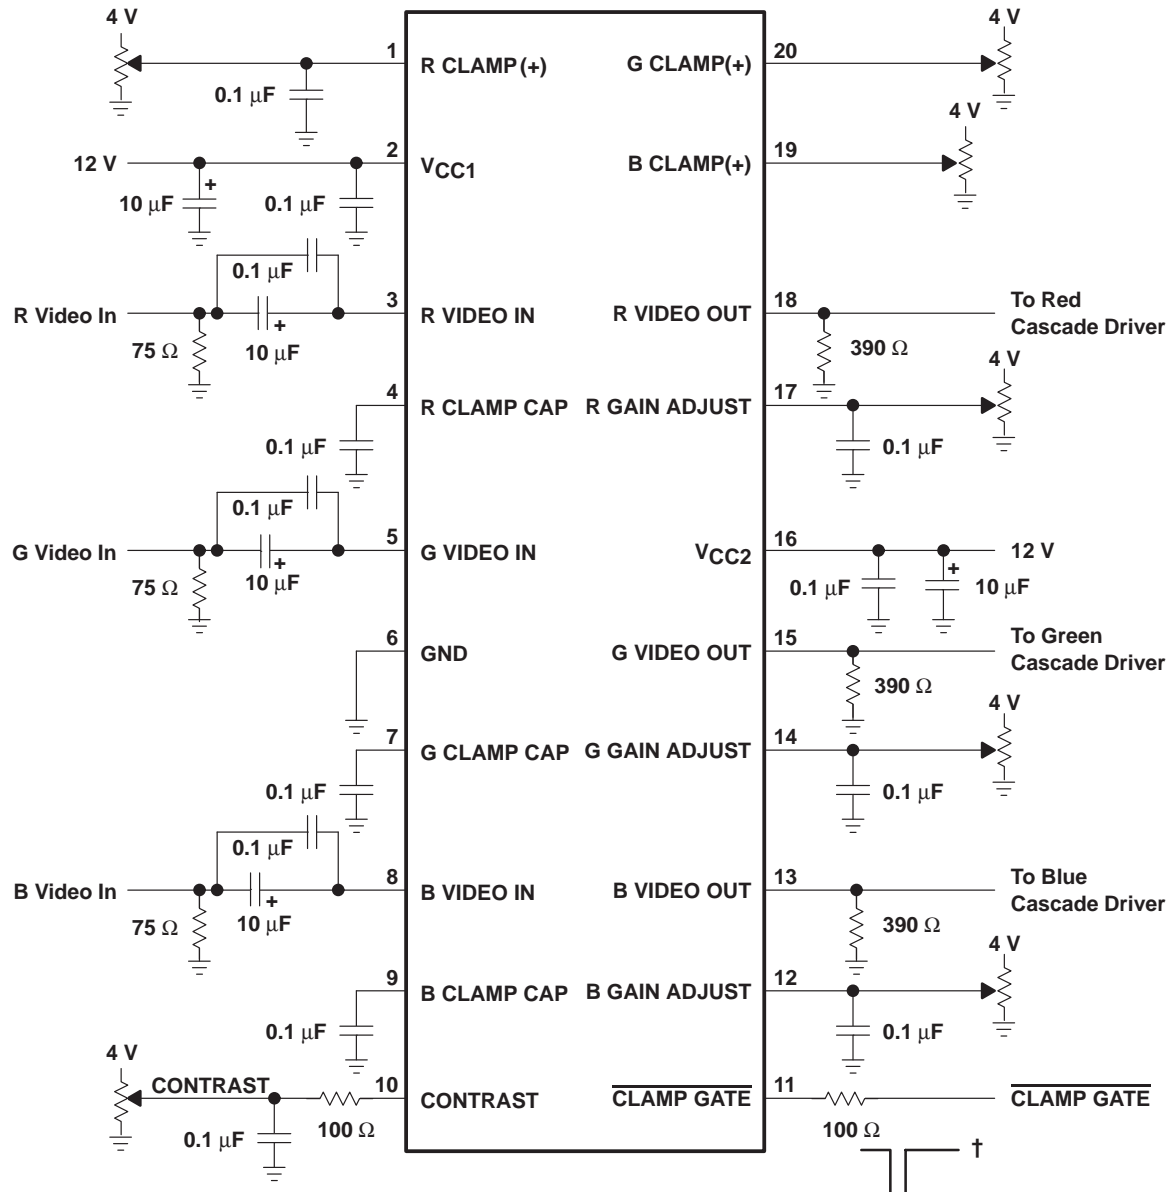 4 V
1
R CLAMP(+)
0.1 μF
G CLAMP(+)
20
4 V
4 V
12 V
2
VCC1
+
10 μF
0.1 μF
B CLAMP(+)
19
0.1 μF
R Video In
3
R VIDEO IN
+
75 Ω
10 μF
R VIDEO OUT
18
To Red
Cascade Driver
390 Ω
4 V
4
R CLAMP CAP
0.1 μF
R GAIN ADJUST
17
0.1 μF
0.1 μF
G Video In
5
G VIDEO IN
+
75 Ω
10 μF
VCC2
16
12 V
0.1 μF
+
10 μF
6
GND
G VIDEO OUT
15
To Green
Cascade Driver
390 Ω
4 V
7
G CLAMP CAP
0.1 μF
G GAIN ADJUST
14
0.1 μF
0.1 μF
B Video In
8
B VIDEO IN
+
75 Ω
10 μF
B VIDEO OUT
13
To Blue
Cascade Driver
390 Ω
4 V
9
B CLAMP CAP
0.1 μF
B GAIN ADJUST
12
0.1 μF
4 V
CONTRAST
10
CONTRAST
0.1 μF
100 Ω
CLAMP GATE
11
CLAMP GATE
100 Ω
†